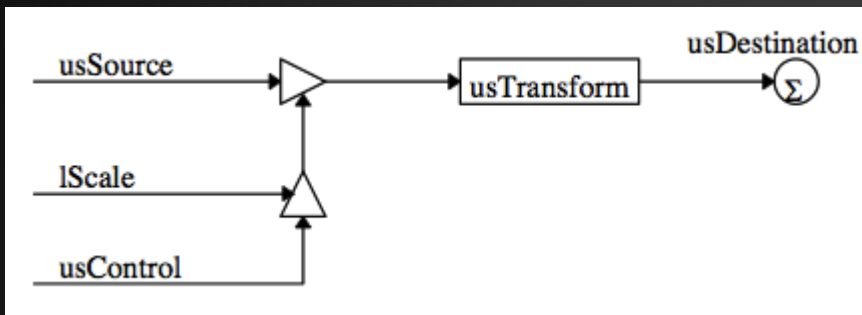 usDestination
usSource
usTransform
Σ
lScale
usControl